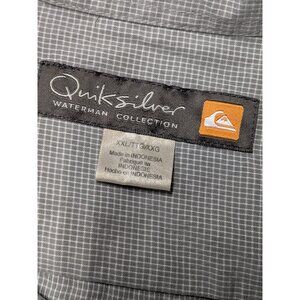 Quiksilver
WATERMAN COLLECTION
XXL/TTG/XXG
Made in INDONESIA
Fabriqué en
INDONESIE
Hecho en INDONESIA